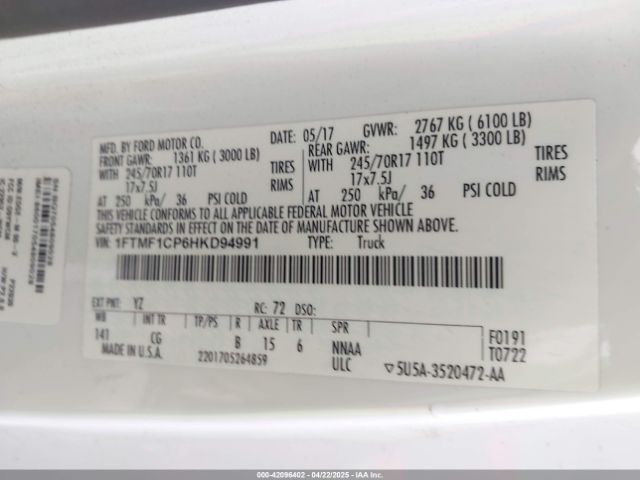 MFD. BY FORD MOTOR CO.
DATE: 05/17 GVWR: 2767 KG ( 6100 LB)
FRONT GAWR: 1361 KG ( 3000 LB) REAR GAWR: 1497 KG ( 3300 LB)
WITH 245/70R17 110T TIRES WITH 245/70R17 110T TIRES
17x7.5J RIMS 17x7.5J RIMS
AT 250 kPa/ 36 PSI COLD AT 250 kPa/ 36 PSI COLD
THIS VEHICLE CONFORMS TO ALL APPLICABLE FEDERAL MOTOR VEHICLE
SAFETY AND THEFT PREVENTION STANDARDS IN EFFECT ON THE
DATE OF MANUFACTURE SHOWN ABOVE.
VIN: 1FTMF1CP6HKD94991 TYPE: Truck
EXT PNT: YZ RC: 72 DSO:
WB INT TR TP/PS R AXLE TR SPR
141 CG B 15 6 NNAA F0191
MADE IN U.S.A. 2201705264859 ULC T0722
▽5U5A-3520472-AA
000-42096402 - 04/22/2025 - IAA Inc.